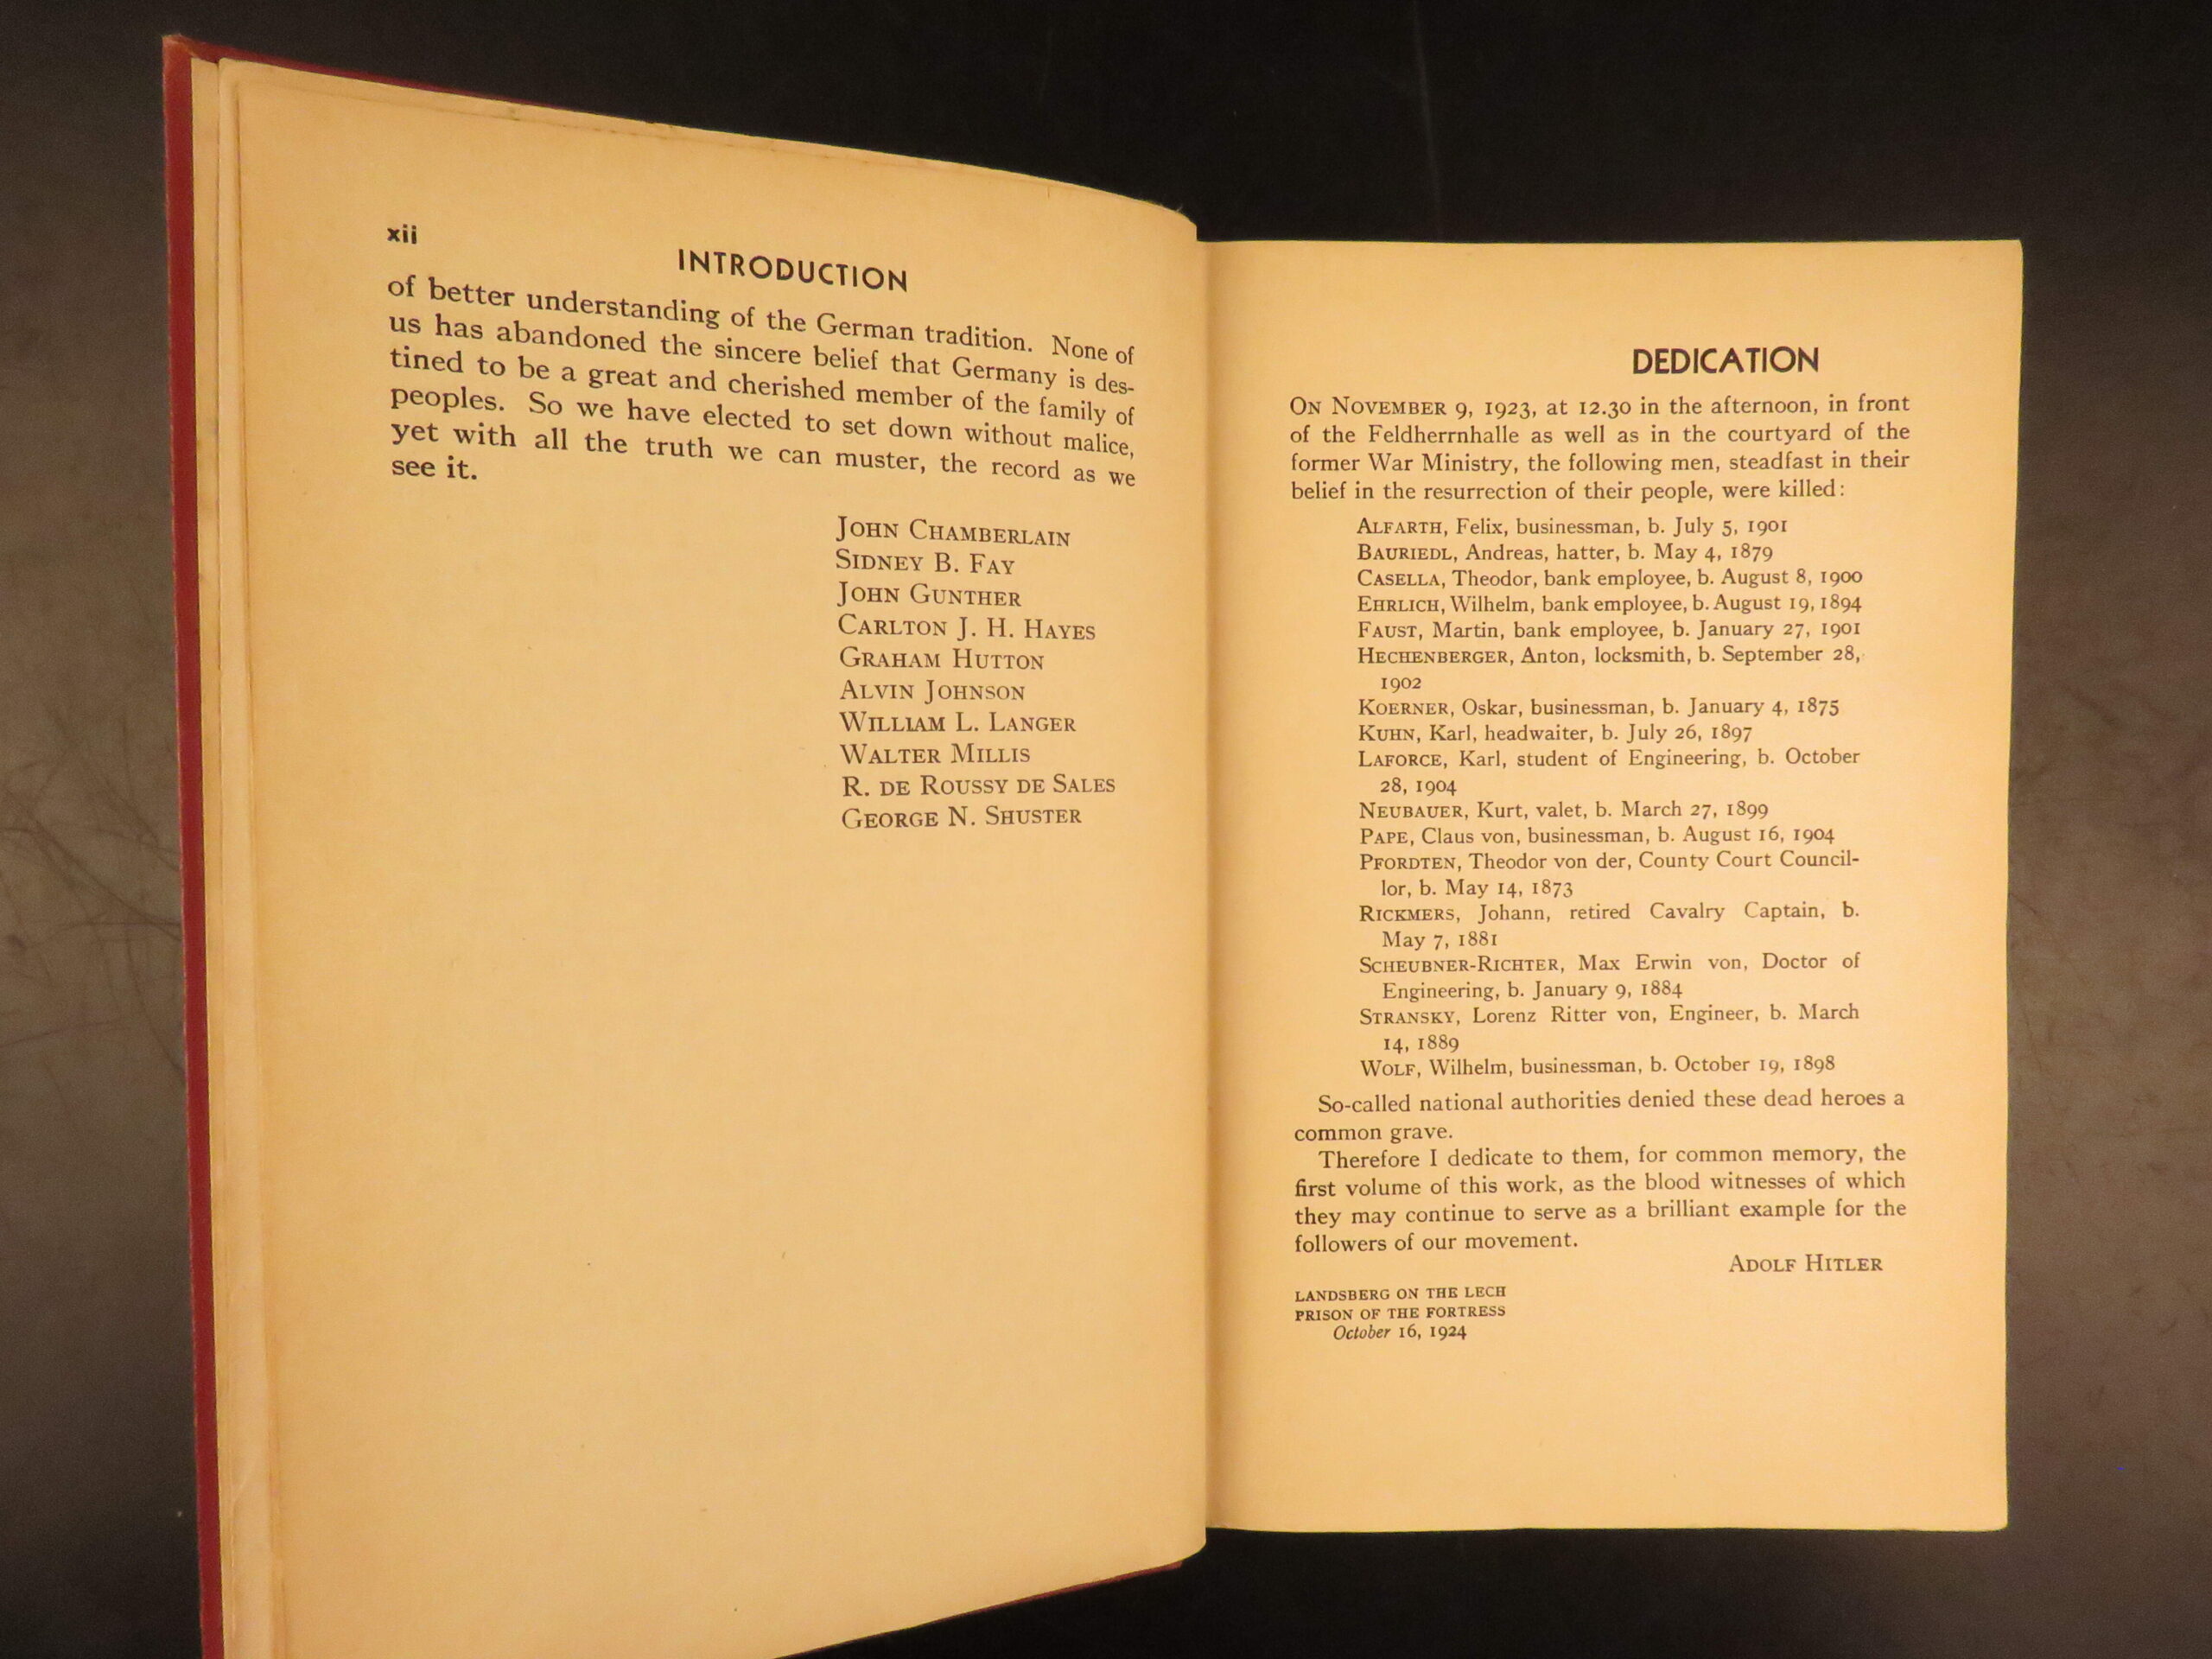 xii
INTRODUCTION
of better understanding of the German tradition. None of
us has abandoned the sincere belief that Germany is des-
tined to be a great and cherished member of the family of
peoples. So we have elected to set down without malice,
yet with all the truth we can muster, the record as we
see it.
JOHN CHAMBERLAIN
SIDNEY B. FAY
JOHN GUNTHER
CARLTON J. H. HAYES
GRAHAM HUTTON
ALVIN JOHNSON
WILLIAM L. LANGER
WALTER MILLIS
R. DE ROUSSY DE SALES
GEORGE N. SHUSTER
DEDICATION
ON NOVEMBER 9, 1923, at 12.30 in the afternoon, in front
of the Feldherrnhalle as well as in the courtyard of the
former War Ministry, the following men, steadfast in their
belief in the resurrection of their people, were killed:
ALFARTH, Felix, businessman, b. July 5, 1901
BAURIEDL, Andreas, hatter, b. May 4, 1879
CASELLA, Theodor, bank employee, b. August 8, 1900
EHRLICH, Wilhelm, bank employee, b. August 19, 1894
FAUST, Martin, bank employee, b. January 27, 1901
HECHENBERGER, Anton, locksmith, b. September 28,
1902
KOERNER, Oskar, businessman, b. January 4, 1875
KUHN, Karl, headwaiter, b. July 26, 1897
LAFORCE, Karl, student of Engineering, b. October
28, 1904
NEUBAUER, Kurt, valet, b. March 27, 1899
PAPE, Claus von, businessman, b. August 16, 1904
PFORDTEN, Theodor von der, County Court Council-
lor, b. May 14, 1873
RICKMERS, Johann, retired Cavalry Captain, b.
May 7, 1881
SCHEUBNER-RICHTER, Max Erwin von, Doctor of
Engineering, b. January 9, 1884
STRANSKY, Lorenz Ritter von, Engineer, b. March
14, 1889
WOLF, Wilhelm, businessman, b. October 19, 1898
So-called national authorities denied these dead heroes a
common grave.
Therefore I dedicate to them, for common memory, the
first volume of this work, as the blood witnesses of which
they may continue to serve as a brilliant example for the
followers of our movement.
ADOLF HITLER
LANDSBERG ON THE LECH
PRISON OF THE FORTRESS
October 16, 1924